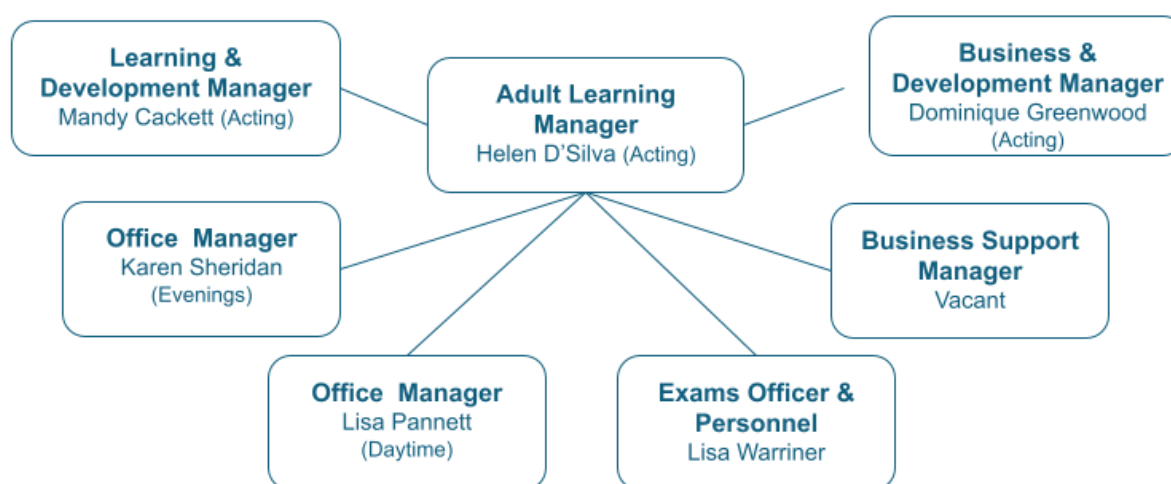 Learning &
Development Manager
Mandy Cackett (Acting)
Adult Learning
Manager
Helen D'Silva (Acting)
Business &
Development Manager
Dominique Greenwood
(Acting)
Office  Manager
Karen Sheridan
(Evenings)
Business Support
Manager
Vacant
Office  Manager
Lisa Pannett
(Daytime)
Exams Officer &
Personnel
Lisa Warriner